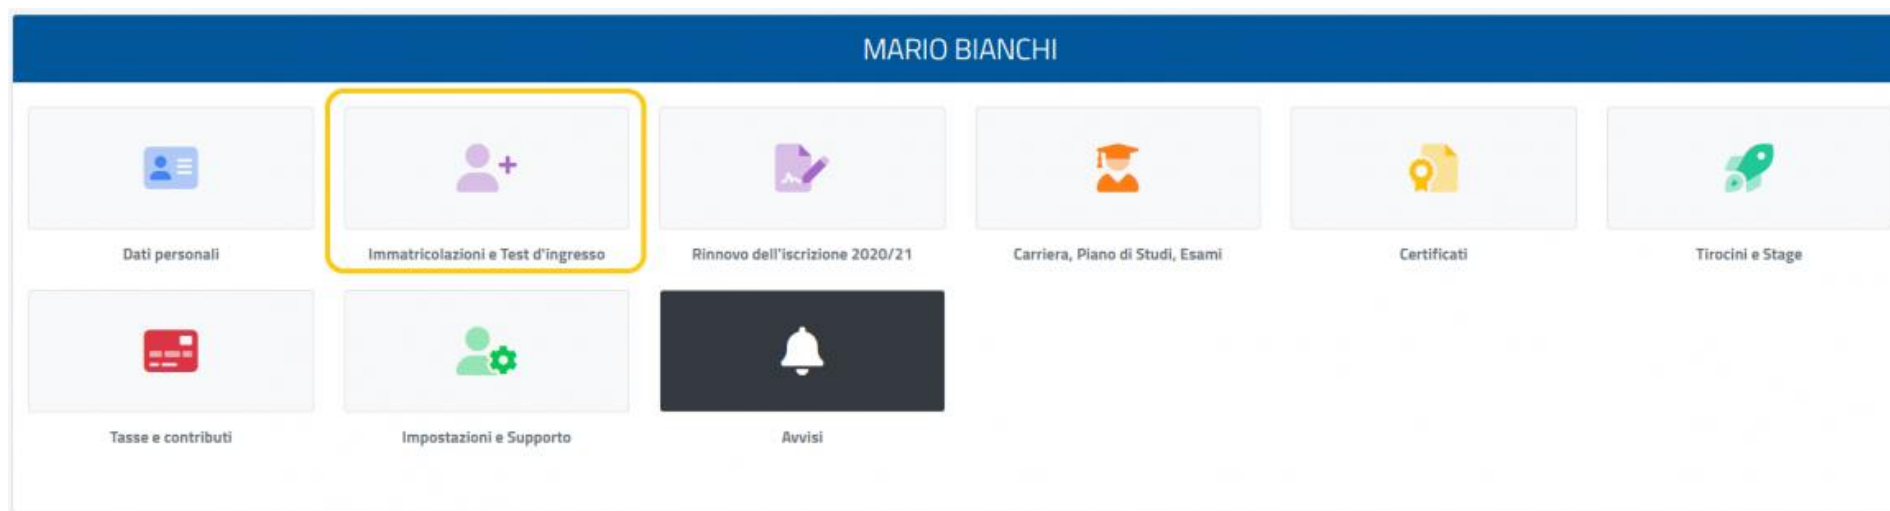 MARIO BIANCHI
Dati personali
Immatricolazioni e Test d'ingresso
Rinnovo dell'iscrizione 2020/21
Carriera, Piano di Studi, Esami
Certificati
Tirocini e Stage
Tasse e contributi
Impostazioni e Supporto
Avvisi